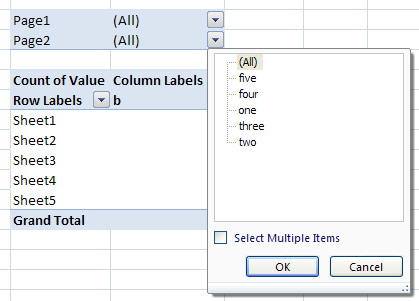 Page1 (All)
Page2 (All)
Count of Value Column Labels
Row Labels b
Sheet1
Sheet2
Sheet3
Sheet4
Sheet5
Grand Total
(All)
five
four
one
three
two
Select Multiple Items
OK Cancel